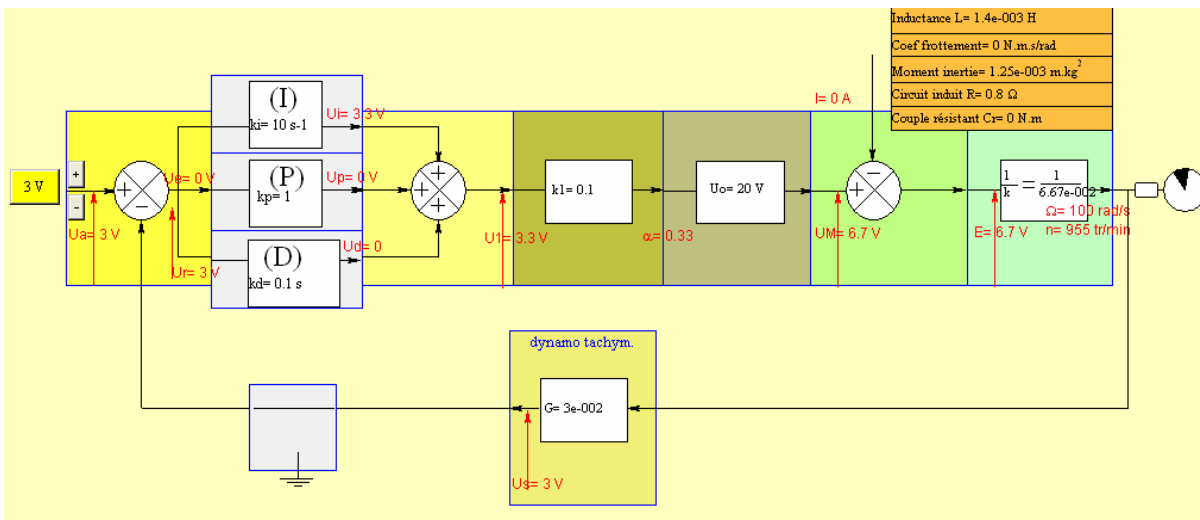 Inductance L= 1.4e-003 H
Coef frottement= 0 N.m.s/rad
Moment inertie= 1.25e-003 m.kg²
Circuit induit R= 0.8 Ω
Couple résistant Cr= 0 N.m
I= 0 A
(I)
ki= 10 s-1
Ui= 3.3 V
3 V
+
-
+
−
Ue= 0 V
(P)
kp= 1
Up= 0 V
+
+
+
k1= 0.1
Uo= 20 V
+
−
1
k
=
1
6.67e-002
Ω= 100 rad/s
n= 955 tr/min
Ua= 3 V
Ur= 3 V
(D)
kd= 0.1 s
Ud= 0
U1= 3.3 V
α= 0.33
UM= 6.7 V
E= 6.7 V
dynamo tachym.
G= 3e-002
Us= 3 V